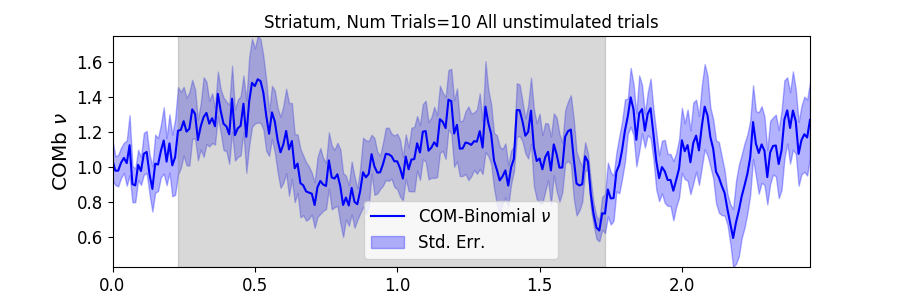 Striatum, Num Trials=10 All unstimulated trials
COMb ν
1.6
1.4
1.2
1.0
0.8
0.6
COM-Binomial ν
Std. Err.
0.0 0.5 1.0 1.5 2.0